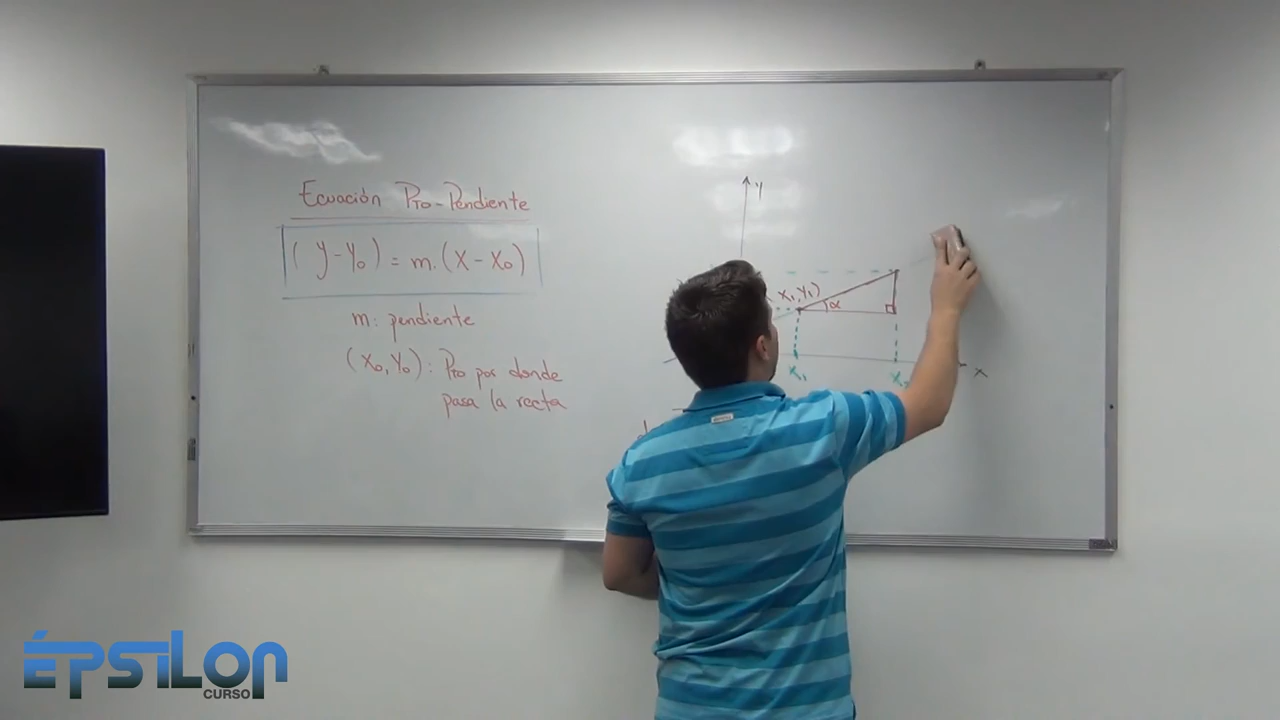 Ecuación Pto-Pendiente
(y-y₀) = m.(x-x₀)
m: pendiente
(x₀, y₀): Pto por donde
pasa la recta
y
x₁, y₁)
α
x₁
x
ÉPSILON
CURSO